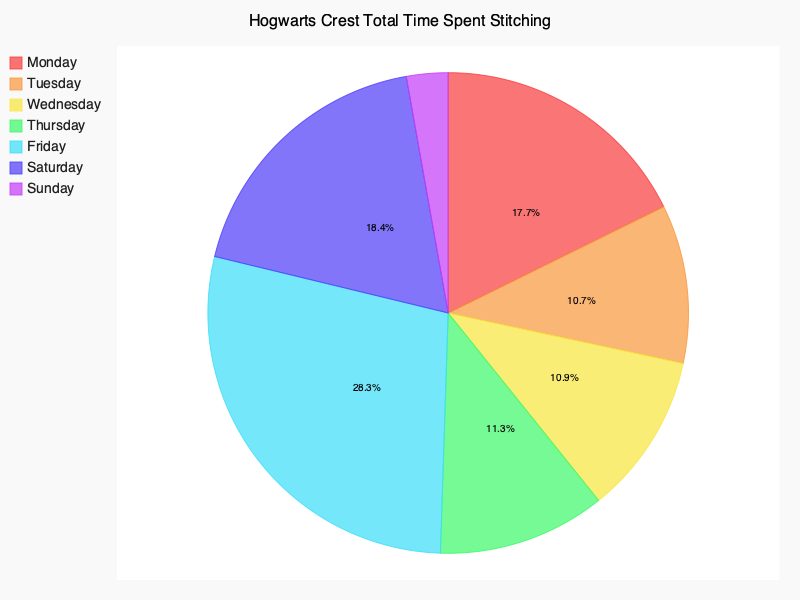 Hogwarts Crest Total Time Spent Stitching
Monday
Tuesday
Wednesday
Thursday
Friday
Saturday
Sunday
17.7%
10.7%
10.9%
11.3%
28.3%
18.4%